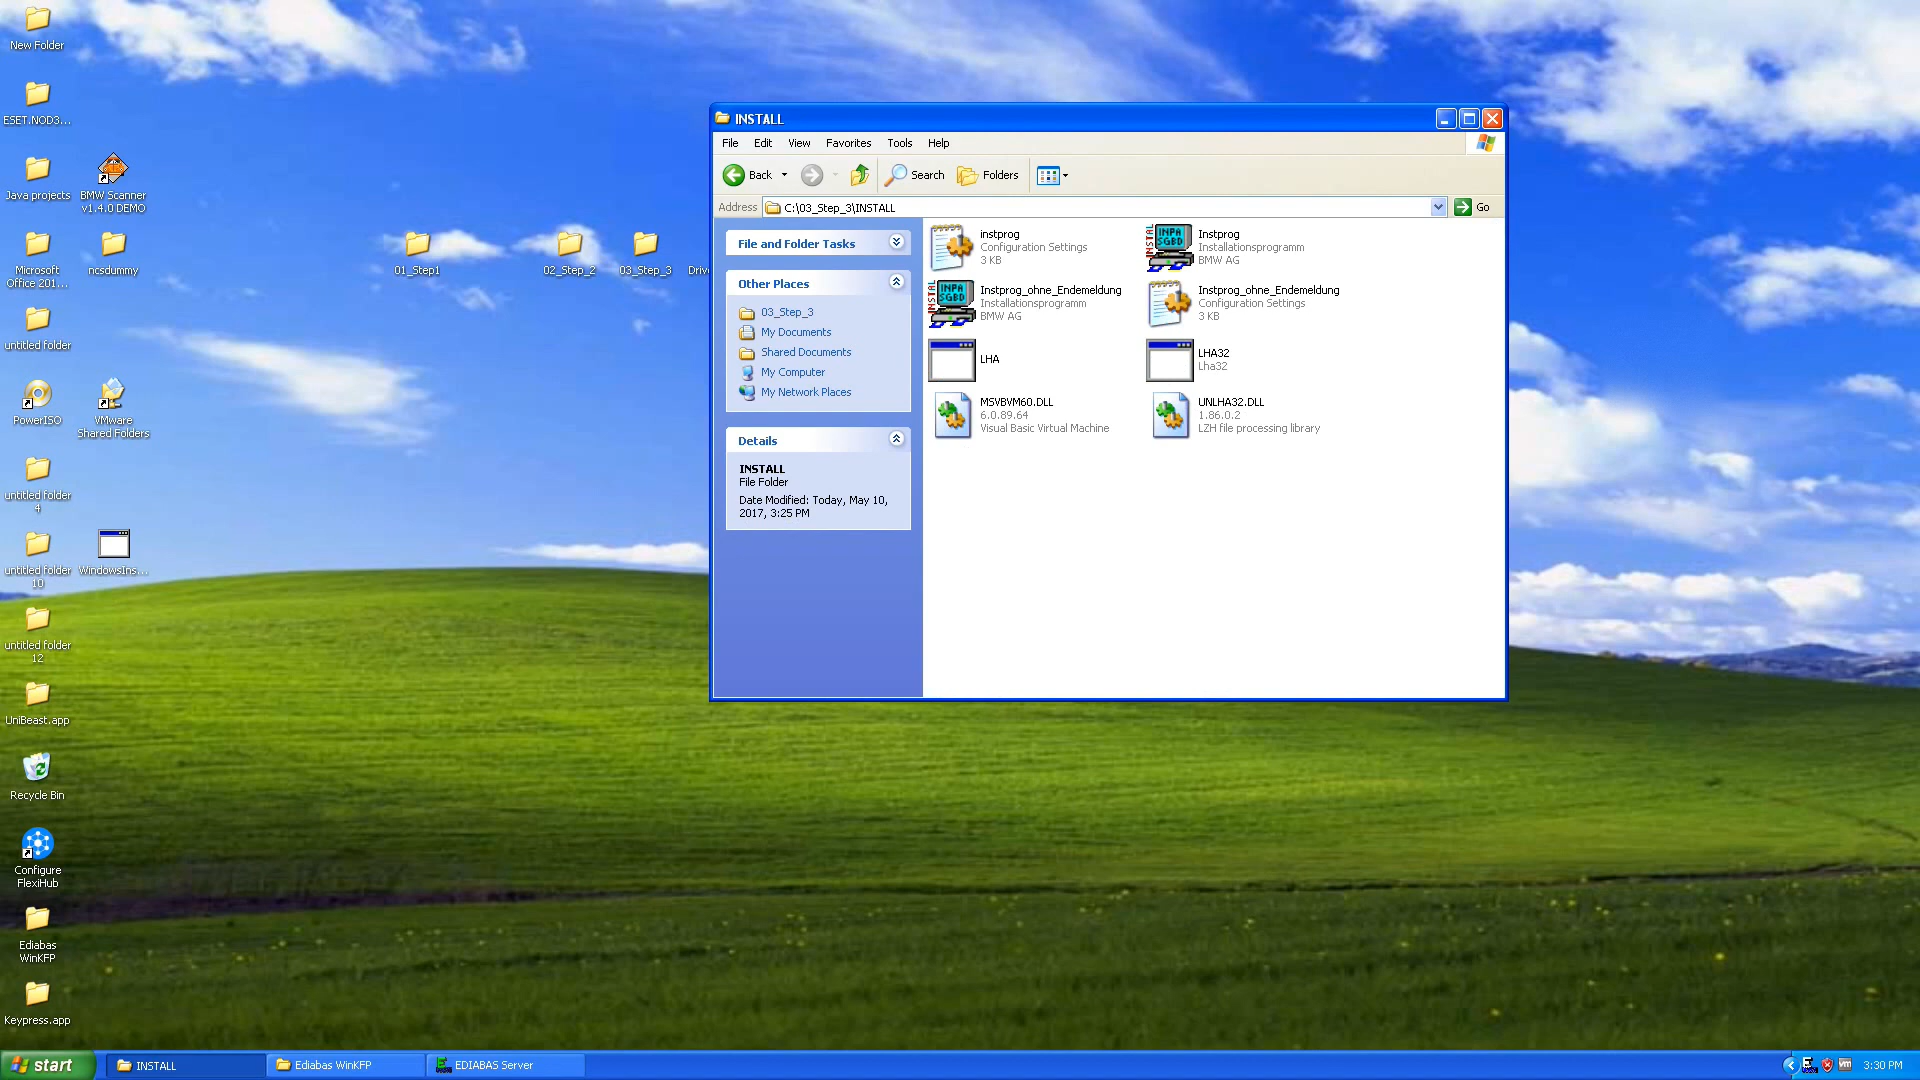 New Folder
ESET.NOD3...
Java projects
BMW Scanner
v1.4.0 DEMO
Microsoft
Office 201...
ncsdummy
01_Step1
02_Step_2
03_Step_3
Drive
untitled folder
PowerISO
VMware
Shared Folders
untitled folder
4
untitled folder
10
WindowsIns...
untitled folder
12
UniBeast.app
Recycle Bin
Configure
FlexiHub
Ediabas
WinKFP
Keypress.app
INSTALL
File Edit View Favorites Tools Help
Back Search Folders
Address C:\03_Step_3\INSTALL Go
File and Folder Tasks
Other Places
03_Step_3
My Documents
Shared Documents
My Computer
My Network Places
Details
INSTALL
File Folder
Date Modified: Today, May 10,
2017, 3:25 PM
instprog
Configuration Settings
3 KB
INSTAL
INPA
SGBD
Instprog
Installationsprogramm
BMW AG
INSTAL
INPA
SGBD
Instprog_ohne_Endemeldung
Installationsprogramm
BMW AG
Instprog_ohne_Endemeldung
Configuration Settings
3 KB
LHA
LHA32
Lha32
MSVBVM60.DLL
6.0.89.64
Visual Basic Virtual Machine
UNLHA32.DLL
1.86.0.2
LZH file processing library
start
INSTALL
Ediabas WinKFP
EDIABAS Server
3:30 PM